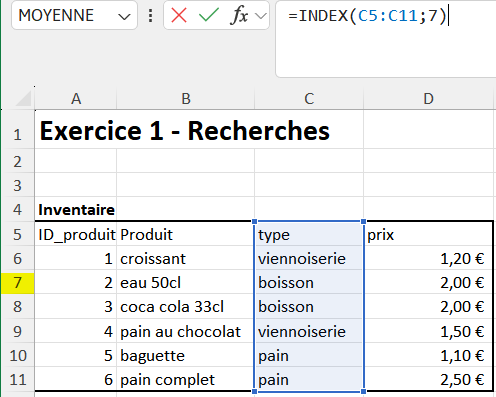 MOYENNE fx =INDEX(C5:C11;7)
A B C D
1 Exercice 1 - Recherches
2
3
4 Inventaire
5 ID_produit Produit type prix
6 1 croissant viennoiserie 1,20 €
7 2 eau 50cl boisson 2,00 €
8 3 coca cola 33cl boisson 2,00 €
9 4 pain au chocolat viennoiserie 1,50 €
10 5 baguette pain 1,10 €
11 6 pain complet pain 2,50 €